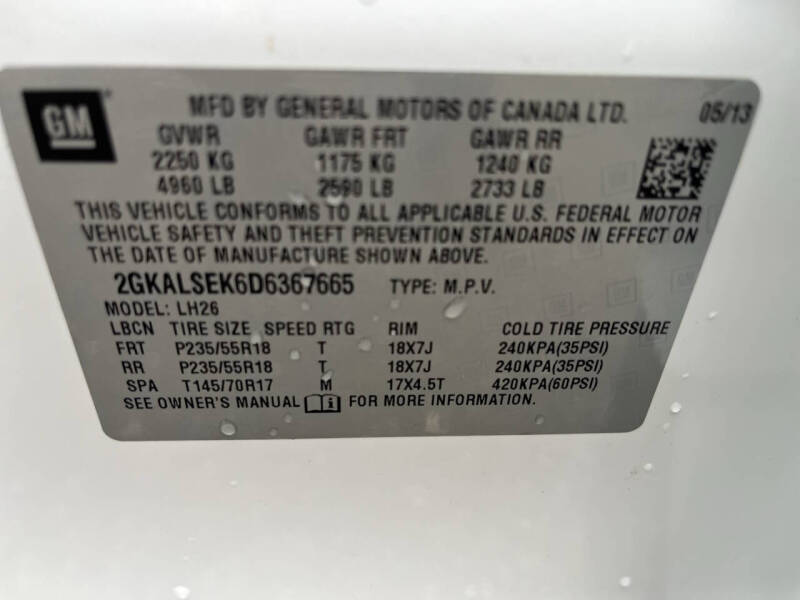 GM
MFD BY GENERAL MOTORS OF CANADA LTD. 05/13
GVWR GAWR FRT GAWR RR
2250 KG 1175 KG 1240 KG
4960 LB 2590 LB 2733 LB
THIS VEHICLE CONFORMS TO ALL APPLICABLE U.S. FEDERAL MOTOR
VEHICLE SAFETY AND THEFT PREVENTION STANDARDS IN EFFECT ON
THE DATE OF MANUFACTURE SHOWN ABOVE.
2GKALSEK6D6367665 TYPE: M.P.V.
MODEL: LH26
LBCN TIRE SIZE SPEED RTG RIM COLD TIRE PRESSURE
FRT P235/55R18 T 18X7J 240KPA(35PSI)
RR P235/55R18 T 18X7J 240KPA(35PSI)
SPA T145/70R17 M 17X4.5T 420KPA(60PSI)
SEE OWNER'S MANUAL FOR MORE INFORMATION.